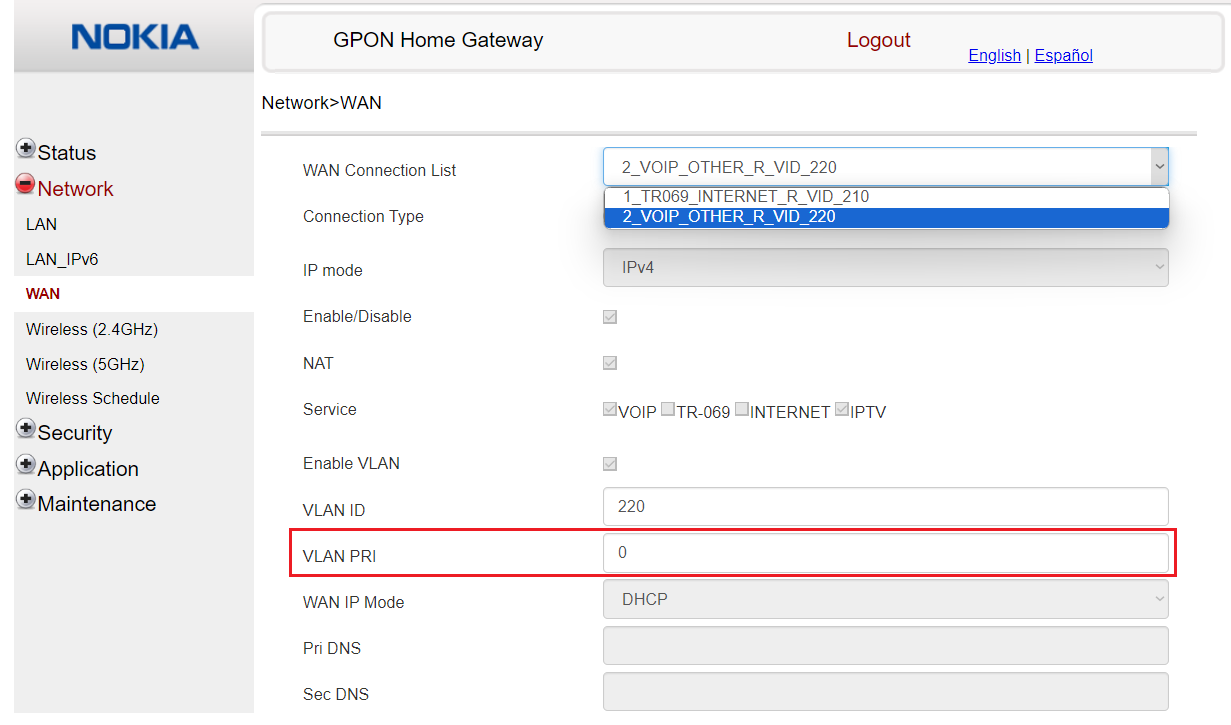 NOKIA
GPON Home Gateway
Logout
English | Español
Network>WAN
Status
Network
LAN
LAN_IPv6
WAN
Wireless (2.4GHz)
Wireless (5GHz)
Wireless Schedule
Security
Application
Maintenance
WAN Connection List 2_VOIP_OTHER_R_VID_220
1_TR069_INTERNET_R_VID_210
2_VOIP_OTHER_R_VID_220
Connection Type
IP mode IPv4
Enable/Disable
NAT
Service VOIP TR-069 INTERNET IPTV
Enable VLAN
VLAN ID 220
VLAN PRI 0
WAN IP Mode DHCP
Pri DNS
Sec DNS